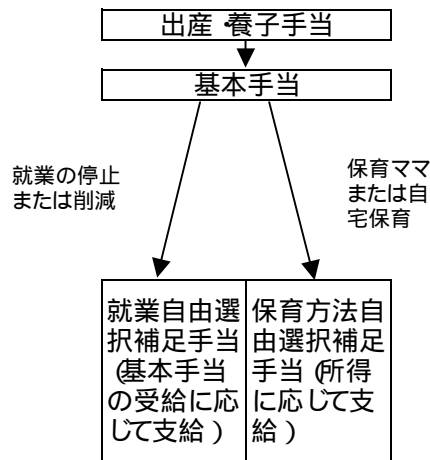 出産・養子手当
基本手当
就業の停止
または削減
保育ママ
または自
宅保育
就業自由選
択補足手当
(基本手当
の受給に応
じて支給)
保育方法自
由選択補足
手当(所得
に応じて支
給)